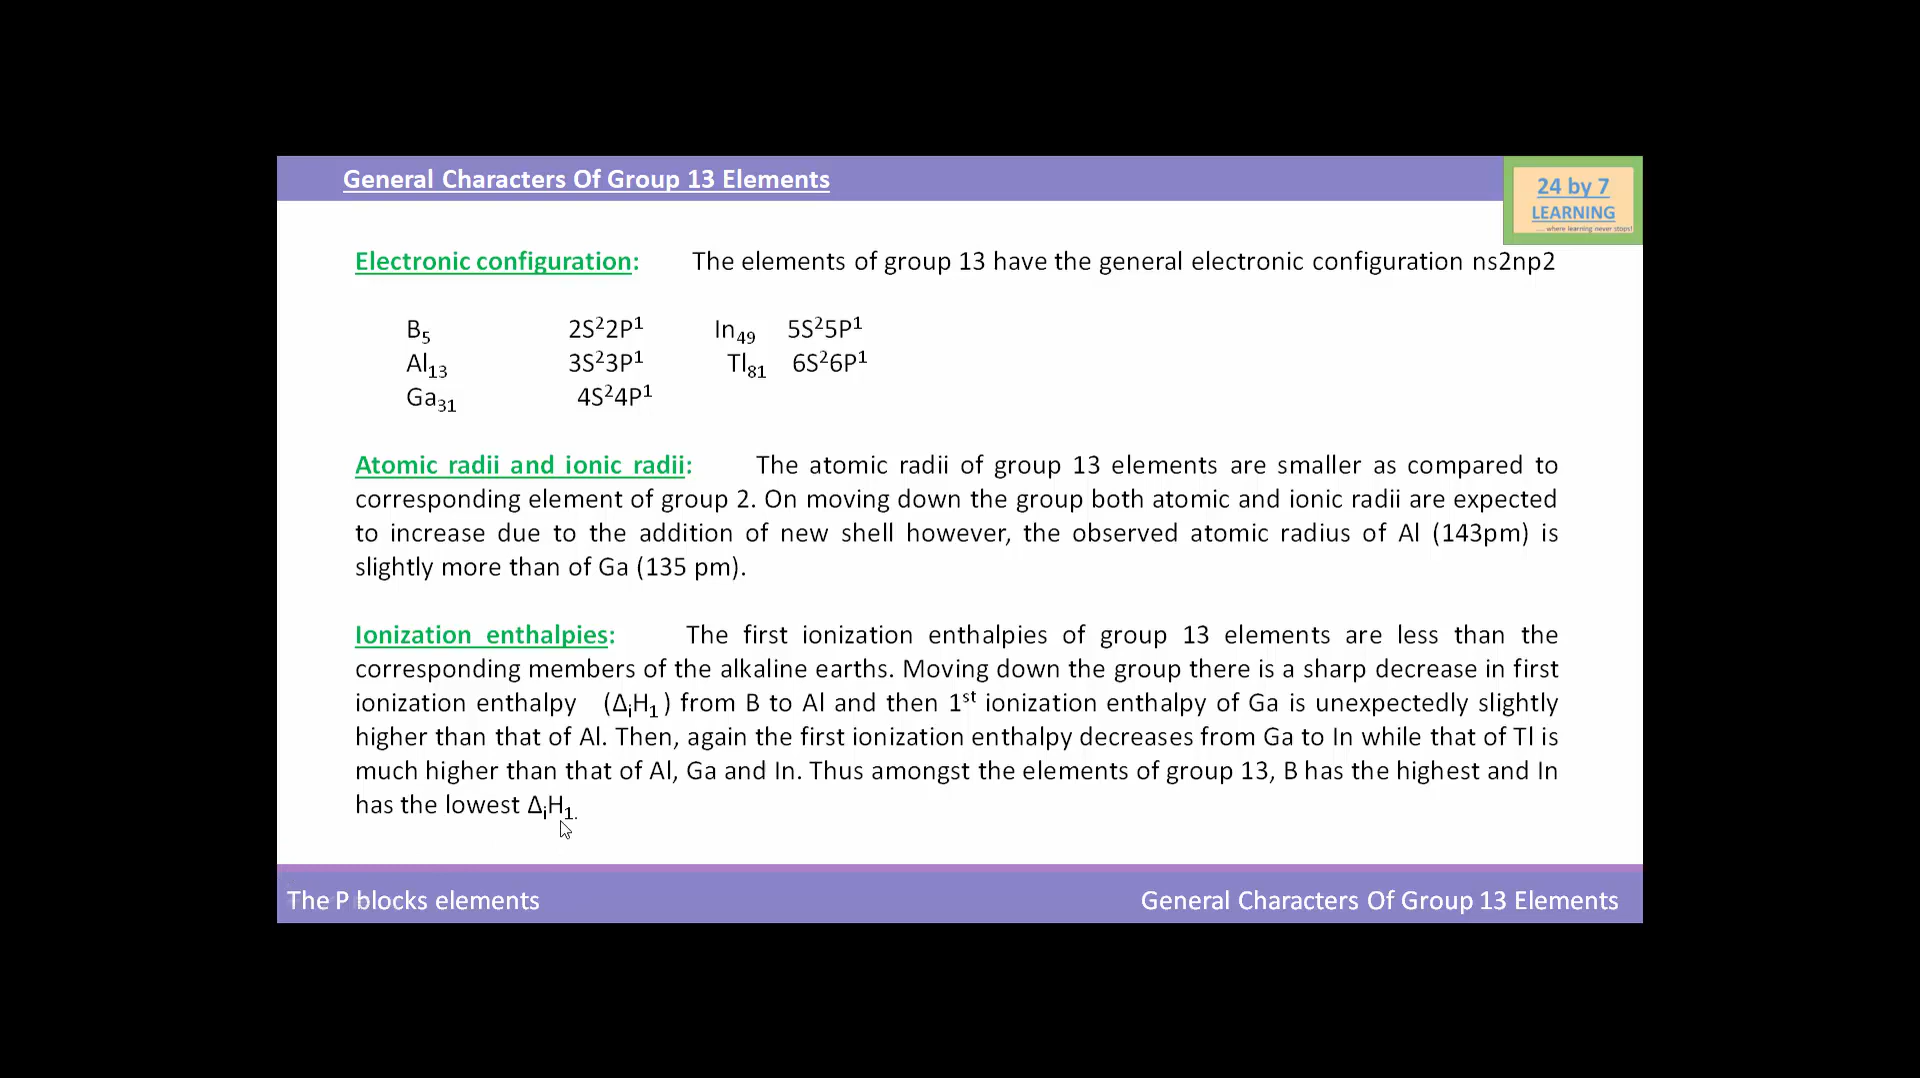 General Characters Of Group 13 Elements
24 by 7
LEARNING
.... where learning never stops!
Electronic configuration: The elements of group 13 have the general electronic configuration ns2np2
B₅ 2S²2P¹ In₄₉ 5S²5P¹
Al₁₃ 3S²3P¹ Tl₈₁ 6S²6P¹
Ga₃₁ 4S²4P¹
Atomic radii and ionic radii: The atomic radii of group 13 elements are smaller as compared to
corresponding element of group 2. On moving down the group both atomic and ionic radii are expected
to increase due to the addition of new shell however, the observed atomic radius of Al (143pm) is
slightly more than of Ga (135 pm).
Ionization enthalpies: The first ionization enthalpies of group 13 elements are less than the
corresponding members of the alkaline earths. Moving down the group there is a sharp decrease in first
ionization enthalpy (ΔᵢH₁) from B to Al and then 1ˢᵗ ionization enthalpy of Ga is unexpectedly slightly
higher than that of Al. Then, again the first ionization enthalpy decreases from Ga to In while that of Tl is
much higher than that of Al, Ga and In. Thus amongst the elements of group 13, B has the highest and In
has the lowest ΔᵢH₁.
The P blocks elements
General Characters Of Group 13 Elements